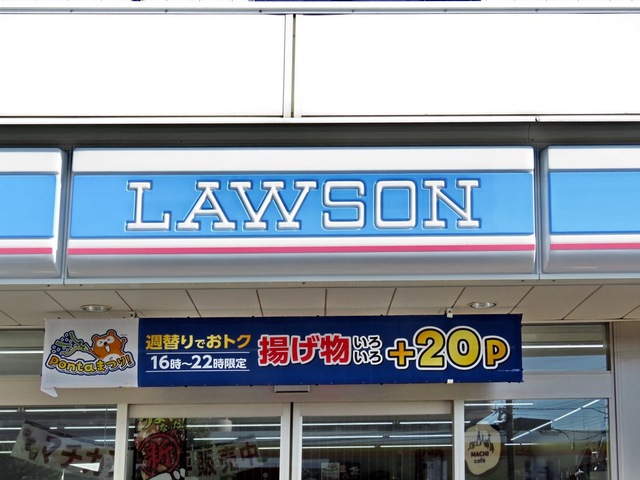 LAWSON
Pontaまつり!
週替りでおトク
16時〜22時限定
揚げ物いろいろ+20P
MACHI
café